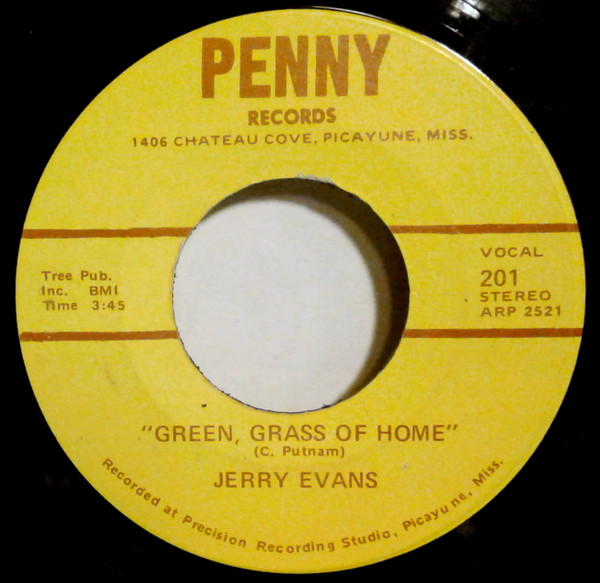 PENNY
RECORDS
1406 CHATEAU COVE, PICAYUNE, MISS.
Tree Pub.
Inc. BMI
Time 3:45
VOCAL
201
STEREO
ARP 2521
"GREEN, GRASS OF HOME"
(C. Putnam)
JERRY EVANS
Recorded at Precision Recording Studio, Picayune, Miss.